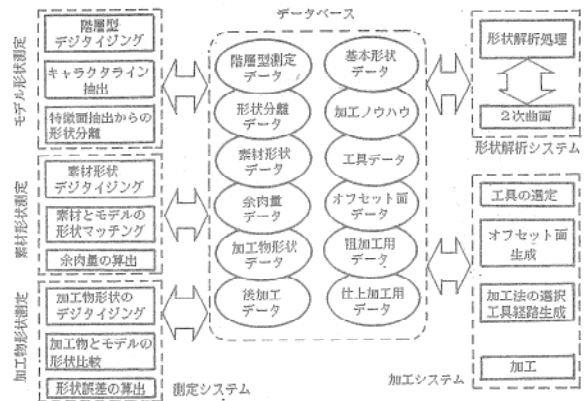 データベース
モデル形状測定
階層型
デジタイジング
キャラクタライン
抽出
特徴面抽出からの
形状分離
素材形状測定
素材形状
デジタイジング
素材とモデルの
形状マッチング
余肉量の算出
加工物形状測定
加工物形状の
デジタイジング
加工物とモデルの
形状比較
形状誤差の算出
測定システム
階層型測定
データ
形状分離
データ
素材形状
データ
余肉量
データ
加工物形状
データ
後加工
データ
基本形状
データ
加工ノウハウ
工具データ
オフセット面
データ
粗加工用
データ
仕上加工用
データ
形状解析処理
2次曲面
形状解析システム
工具の選定
オフセット面
生成
加工法の選択
工具経路生成
加工
加工システム